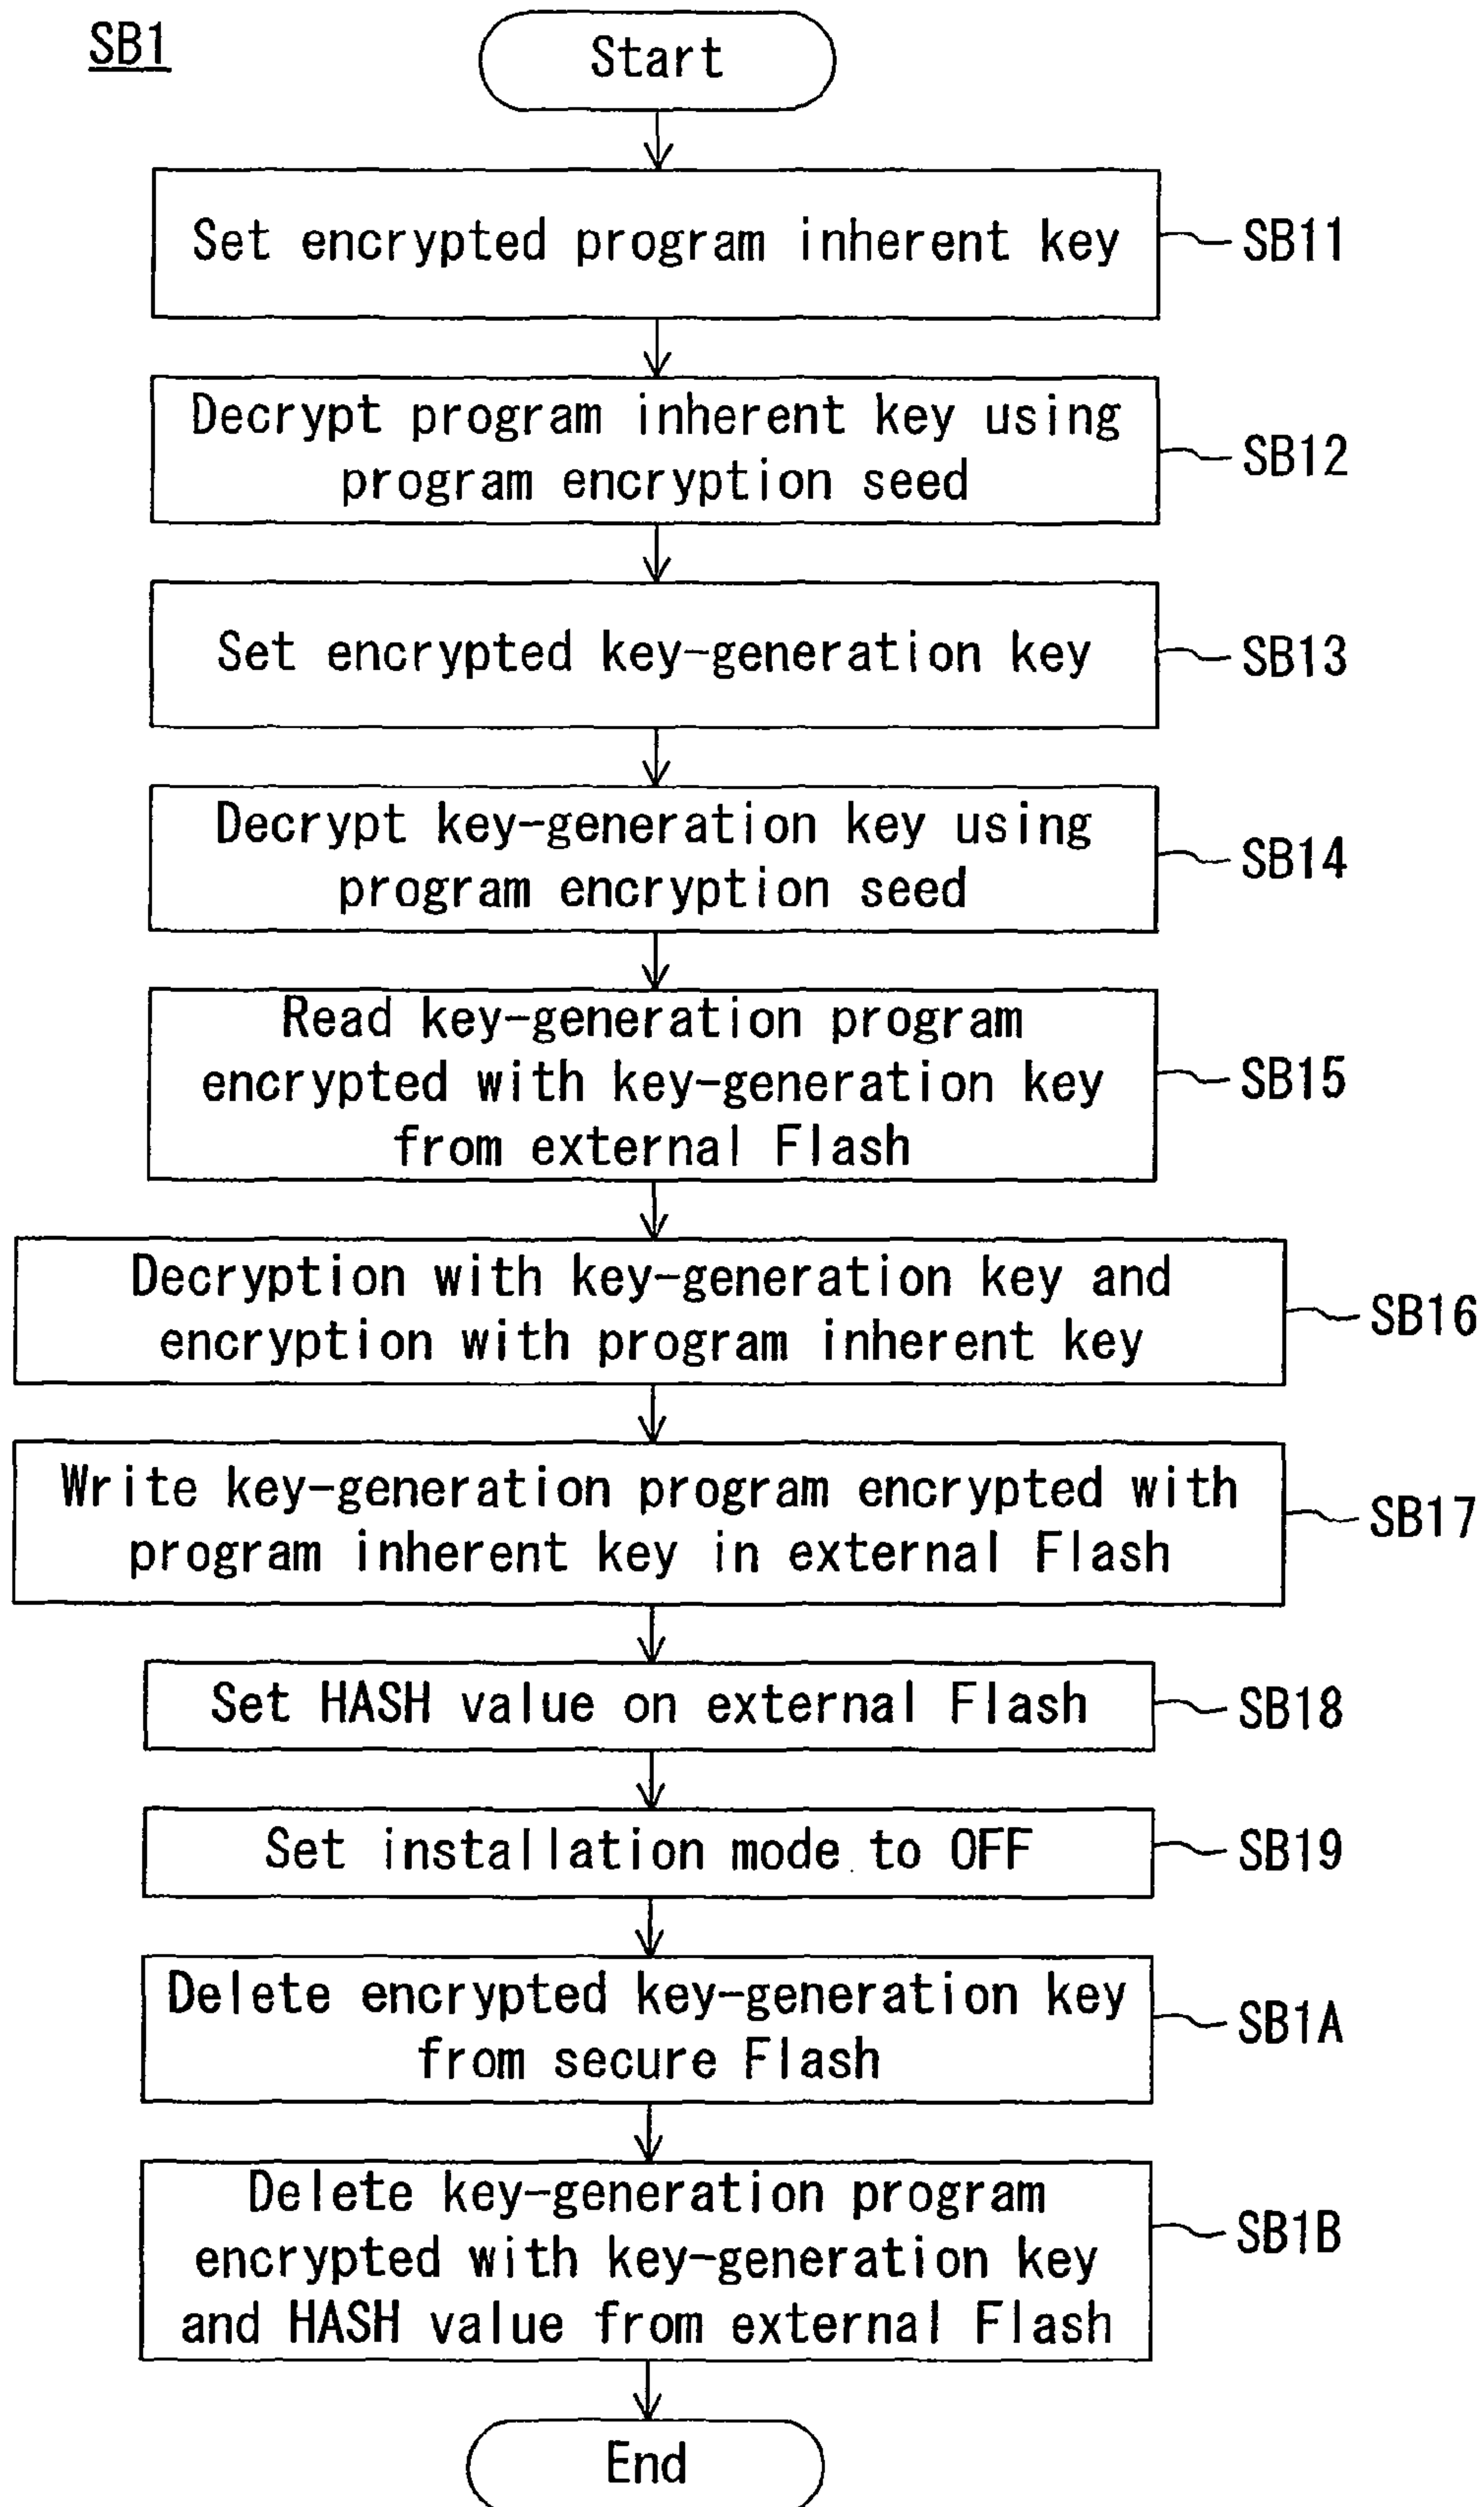 SB1
Start
Set encrypted program inherent key
SB11
Decrypt program inherent key using
program encryption seed
SB12
Set encrypted key-generation key
SB13
Decrypt key-generation key using
program encryption seed
SB14
Read key-generation program
encrypted with key-generation key
from external Flash
SB15
Decryption with key-generation key and
encryption with program inherent key
SB16
Write key-generation program encrypted with
program inherent key in external Flash
SB17
Set HASH value on external Flash
SB18
Set installation mode to OFF
SB19
Delete encrypted key-generation key
from secure Flash
SB1A
Delete key-generation program
encrypted with key-generation key
and HASH value from external Flash
SB1B
End